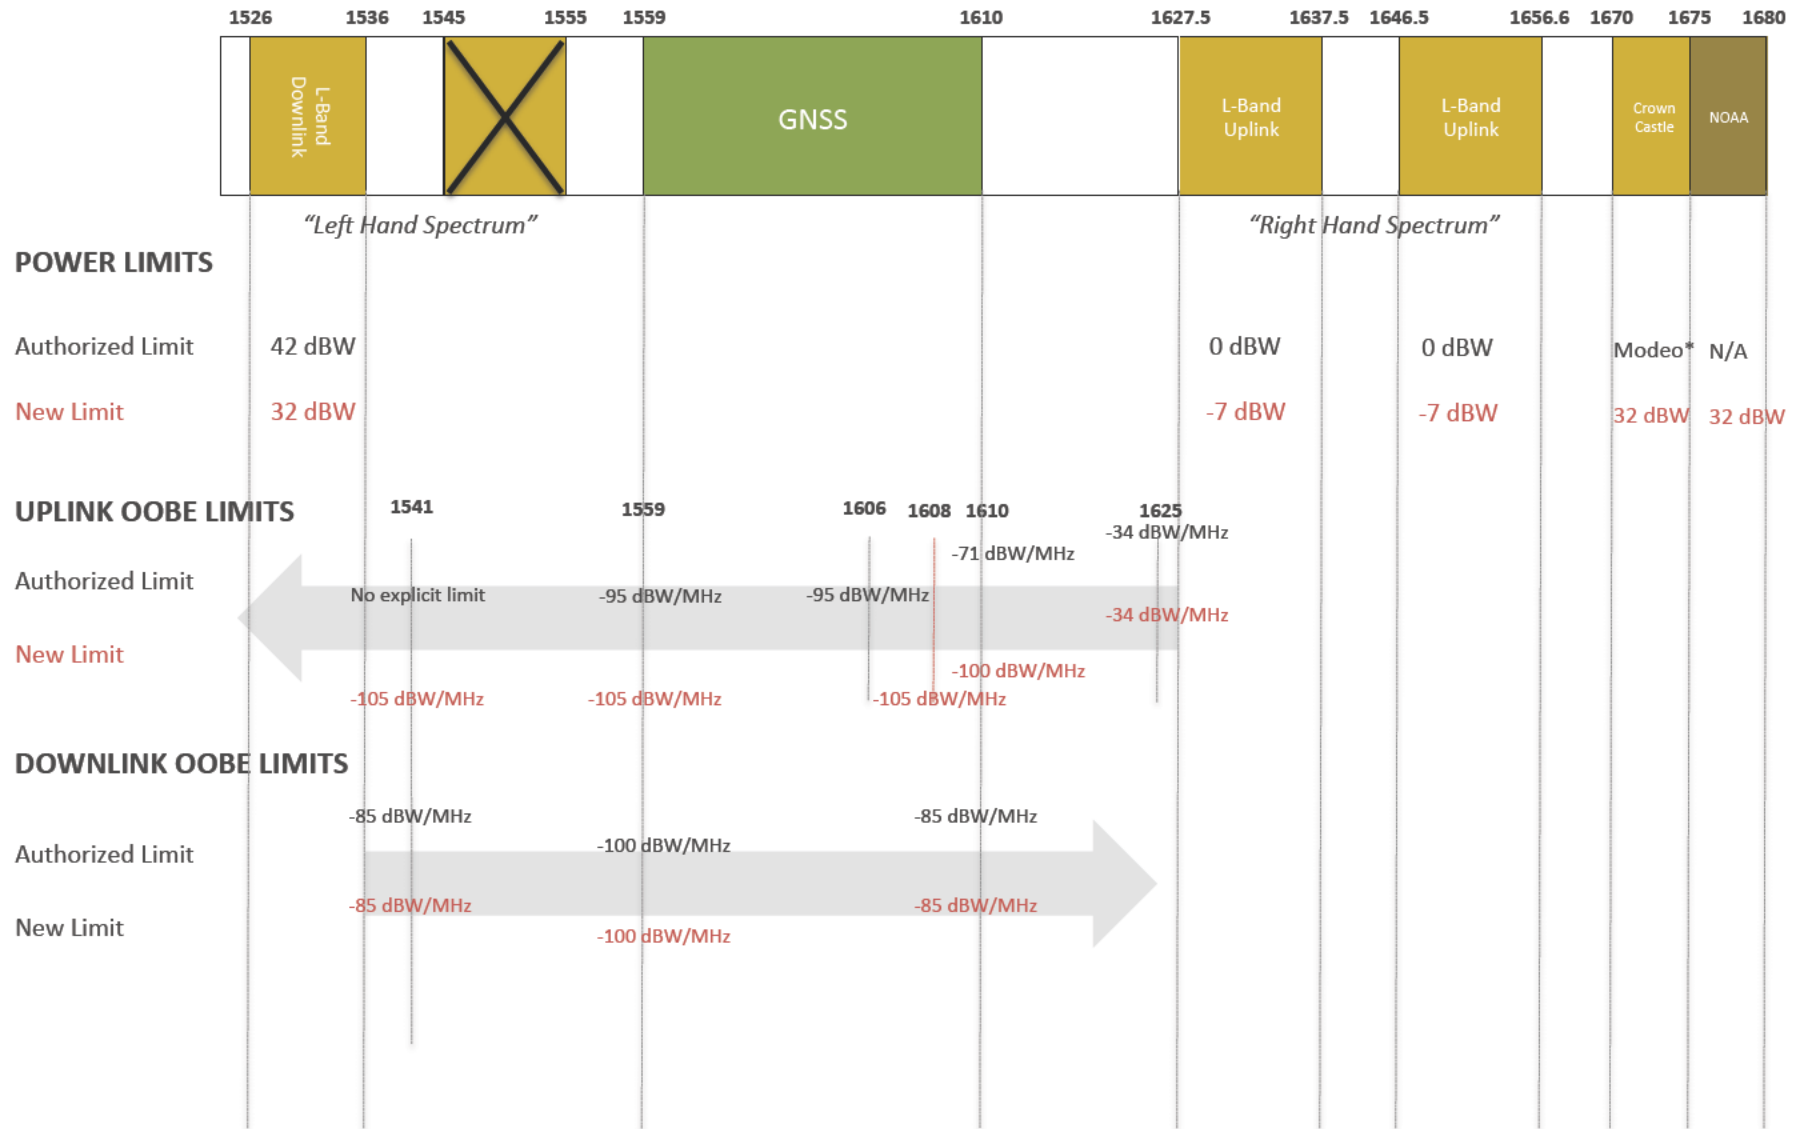 1526 1536 1545 1555 1559 1610 1627.5 1637.5 1646.5 1656.6 1670 1675 1680
L-Band
Downlink
GNSS
L-Band
Uplink
L-Band
Uplink
Crown
Castle
NOAA
“Left Hand Spectrum” “Right Hand Spectrum”
POWER LIMITS
Authorized Limit 42 dBW 0 dBW 0 dBW Modeo* N/A
New Limit 32 dBW -7 dBW -7 dBW 32 dBW 32 dBW
UPLINK OOBE LIMITS 1541 1559 1606 1608 1610 1625
-34 dBW/MHz
-71 dBW/MHz
Authorized Limit No explicit limit -95 dBW/MHz -95 dBW/MHz
-34 dBW/MHz
New Limit
-100 dBW/MHz
-105 dBW/MHz -105 dBW/MHz -105 dBW/MHz
DOWNLINK OOBE LIMITS
-85 dBW/MHz -85 dBW/MHz
-100 dBW/MHz
Authorized Limit
-85 dBW/MHz -85 dBW/MHz
New Limit
-100 dBW/MHz